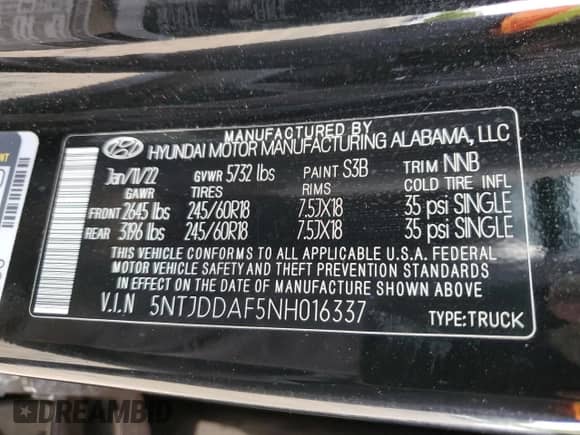 MANUFACTURED BY
HYUNDAI MOTOR MANUFACTURING ALABAMA, LLC
Jan/11/22 GVWR 5732 lbs PAINT S3B TRIM NNB
GAWR TIRES RIMS COLD TIRE INFL
FRONT 2645 lbs 245/60R18 7.5JX18 35 psi SINGLE
REAR 3196 lbs 245/60R18 7.5JX18 35 psi SINGLE
THIS VEHICLE CONFORMS TO ALL APPLICABLE U.S.A. FEDERAL
MOTOR VEHICLE SAFETY AND THEFT PREVENTION STANDARDS
IN EFFECT ON THE DATE OF MANUFACTURE SHOWN ABOVE
V.I.N 5NTJDDAF5NH016337 TYPE:TRUCK
DREAMBID